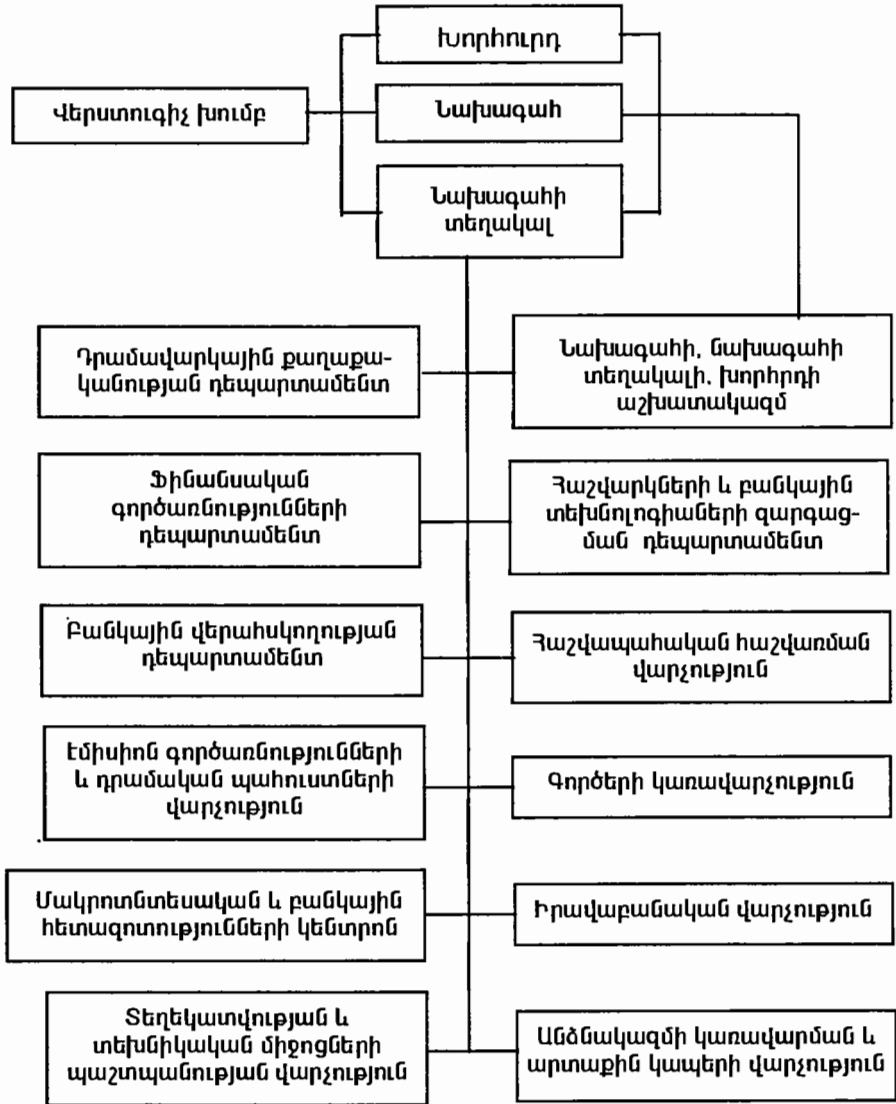 Խորհուրդ
Վերստուգիչ խումբ
Նախագահ
Նախագահի
տեղակալ
Դրամավարկային քաղաքա-
կանության դեպարտամենտ
Նախագահի, նախագահի
տեղակալի. խորհրդի
աշխատակազմ
Ֆինանսական
գործառնությունների
դեպարտամենտ
Հաշվարկների և բանկային
տեխնոլոգիաների զարգաց-
ման դեպարտամենտ
Բանկային վերահսկողության
դեպարտամենտ
Հաշվապահական հաշվառման
վարչություն
Էմիսիոն գործառնությունների
և դրամական պահուստների
վարչություն
Գործերի կառավարչություն
Մակրոտնտեսական և բանկային
հետազոտությունների կենտրոն
Իրավաբանական վարչություն
Տեղեկատվության և
տեխնիկական միջոցների
պաշտպանության վարչություն
Անձնակազմի կառավարման և
արտաքին կապերի վարչություն